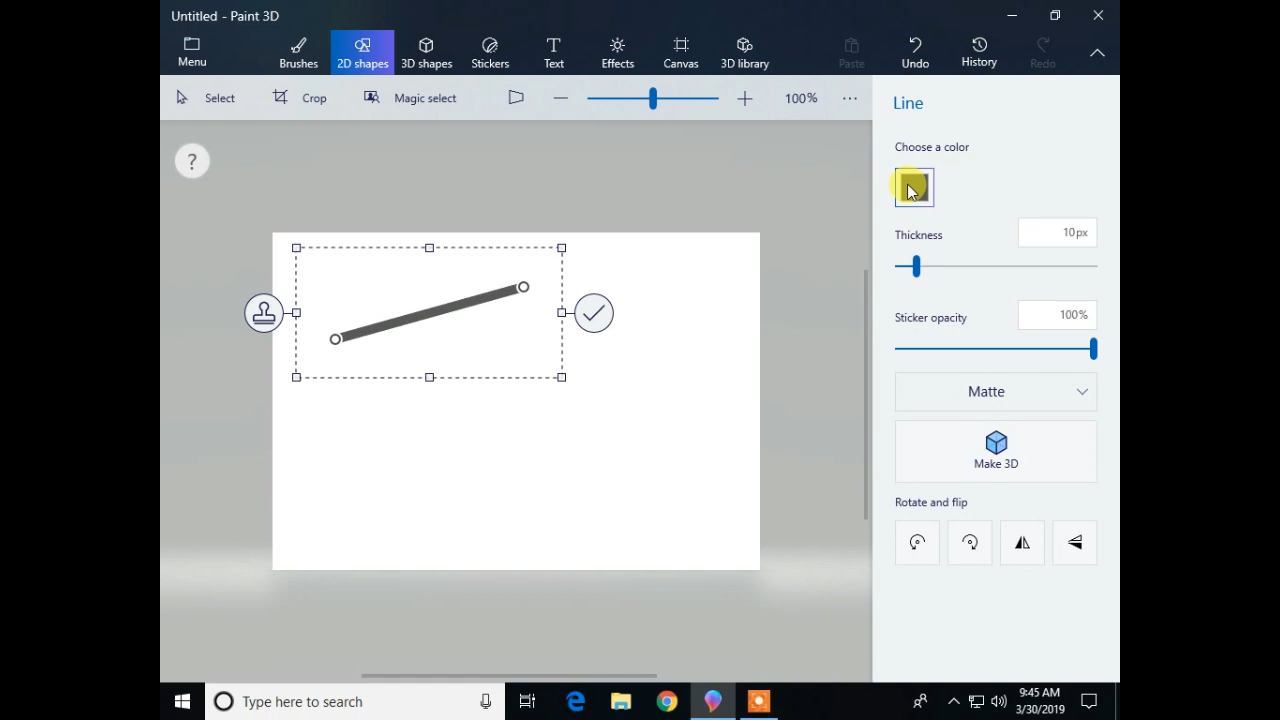 Untitled - Paint 3D
Menu
Brushes
2D shapes
3D shapes
Stickers
Text
Effects
Canvas
3D library
Paste
Undo
History
Redo
Select
Crop
Magic select
100%
Line
Choose a color
Thickness
10px
Sticker opacity
100%
Matte
Make 3D
Rotate and flip
?
Type here to search
9:45 AM
3/30/2019